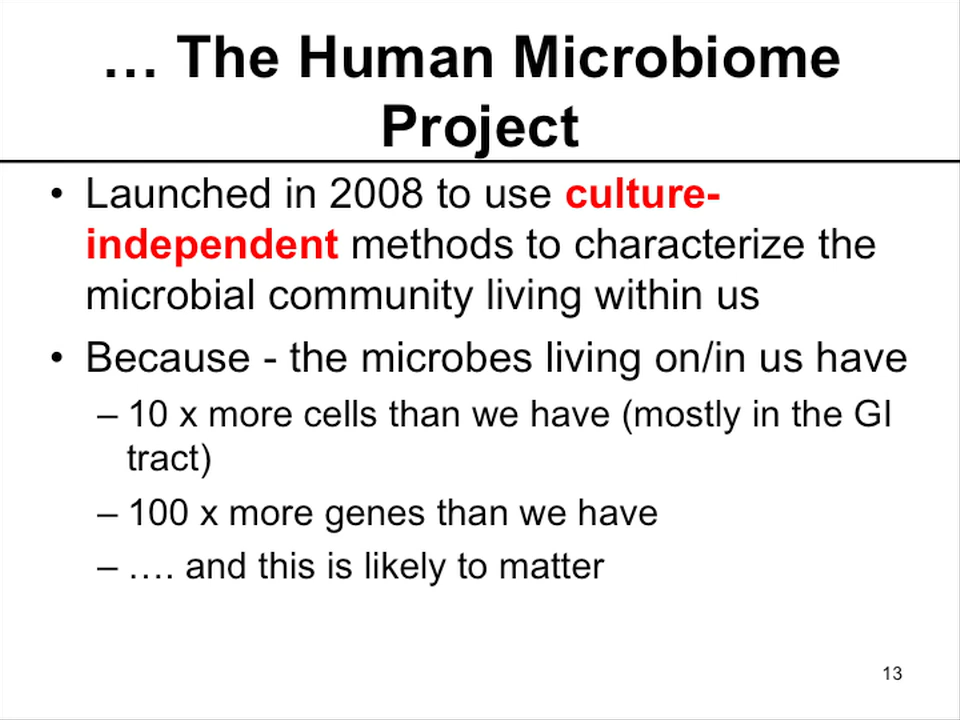 … The Human Microbiome
Project
• Launched in 2008 to use culture-
independent methods to characterize the
microbial community living within us
• Because - the microbes living on/in us have
– 10 x more cells than we have (mostly in the GI
tract)
– 100 x more genes than we have
– …. and this is likely to matter
13